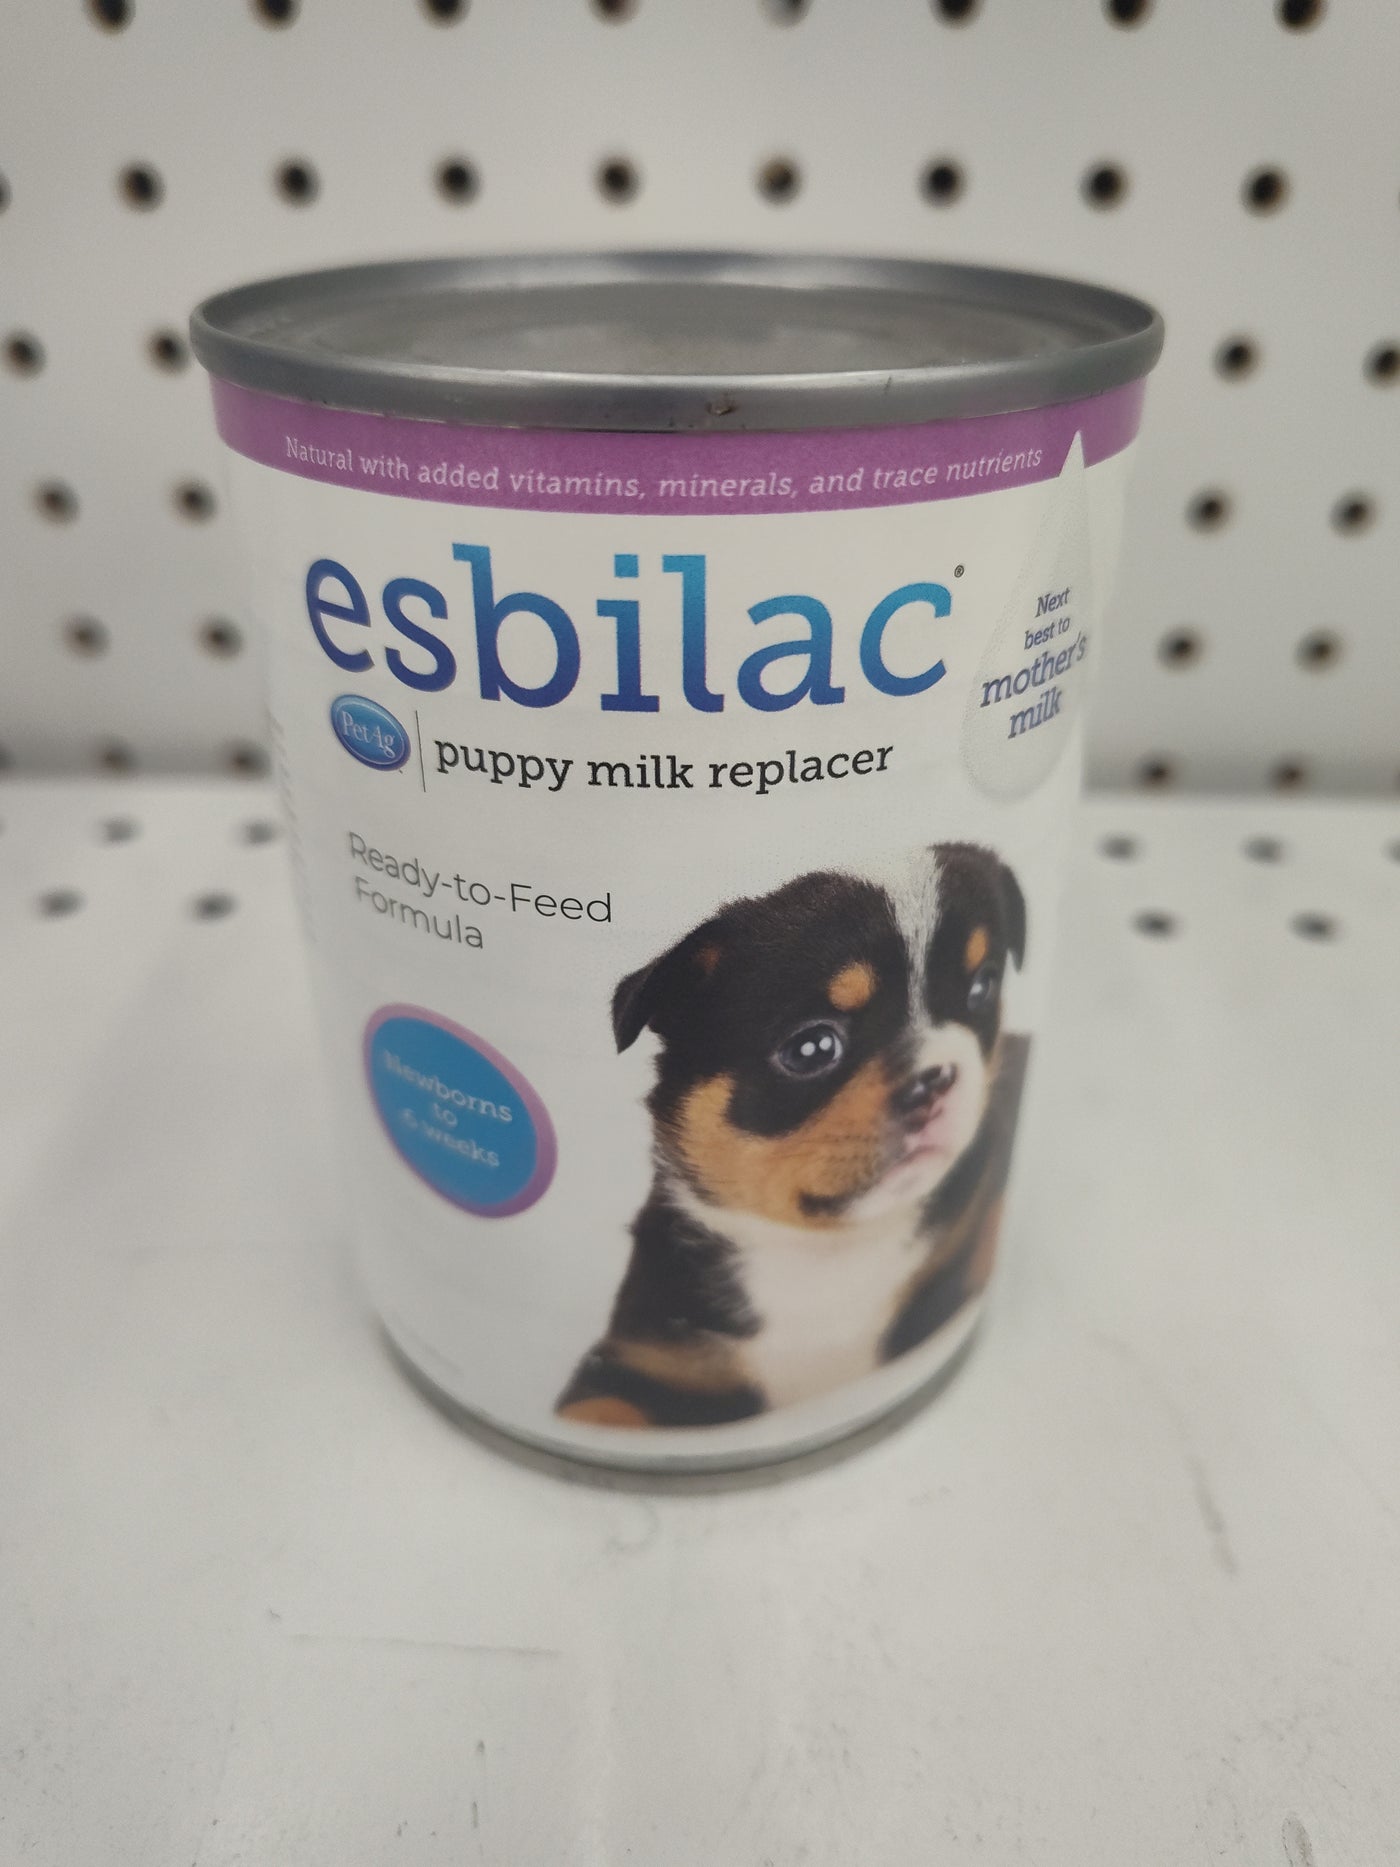 Natural with added vitamins, minerals, and trace nutrients
esbilac®
Next
best to
mother's
milk
PetAg
puppy milk replacer
Ready-to-Feed
Formula
Newborns
to
6 weeks